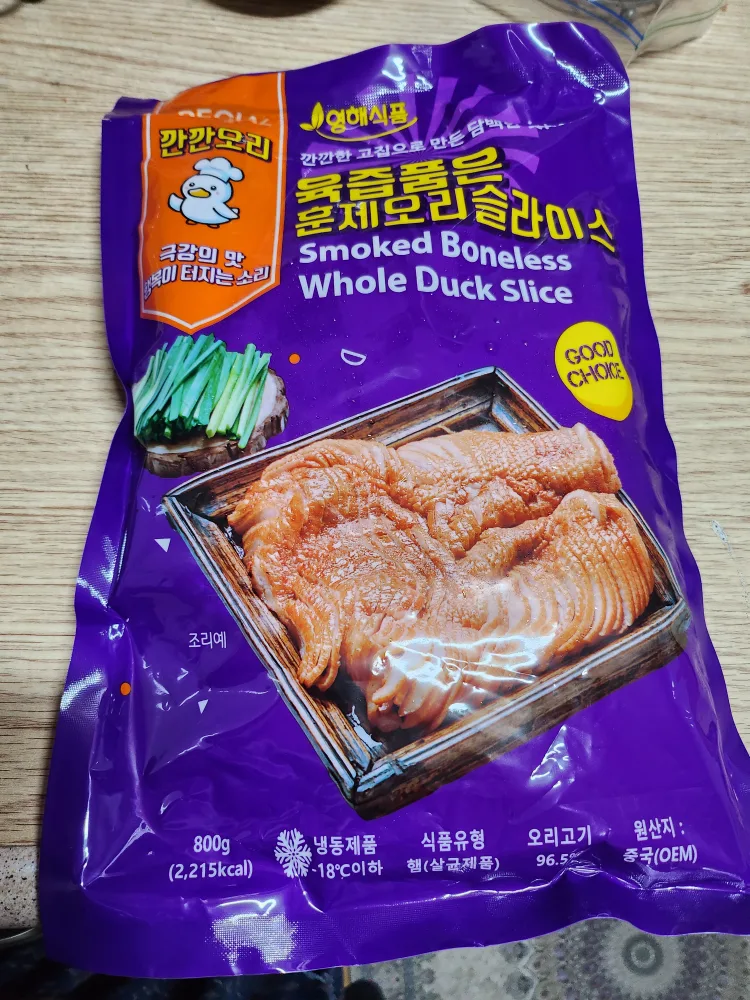 깐깐오리
극강의 맛
터지는 소리
영해식품
깐깐한 고집으로 만든 담백한
육즙품은
훈제오리슬라이스
Smoked Boneless
Whole Duck Slice
GOOD
CHOICE
조리예
800g
(2,215kcal)
냉동제품
-18℃이하
식품유형
햄(살균제품)
오리고기
원산지 :
중국(OEM)